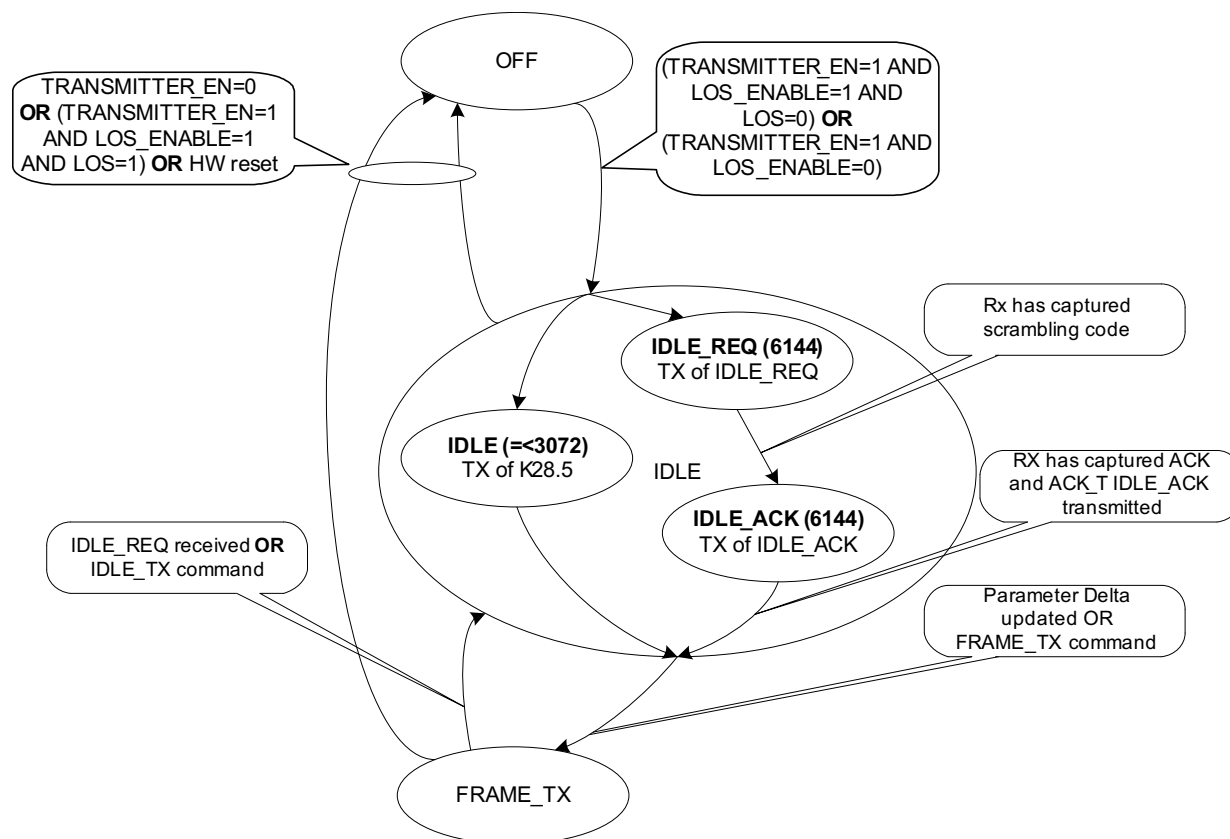 OFF
TRANSMITTER_EN=0
OR (TRANSMITTER_EN=1
AND LOS_ENABLE=1
AND LOS=1) OR HW reset
(TRANSMITTER_EN=1 AND
LOS_ENABLE=1 AND
LOS=0) OR
(TRANSMITTER_EN=1 AND
LOS_ENABLE=0)
Rx has captured
scrambling code
IDLE_REQ (6144)
TX of IDLE_REQ
IDLE (=<3072)
TX of K28.5
IDLE
RX has captured ACK
and ACK_T IDLE_ACK
transmitted
IDLE_ACK (6144)
TX of IDLE_ACK
IDLE_REQ received OR
IDLE_TX command
Parameter Delta
updated OR
FRAME_TX command
FRAME_TX